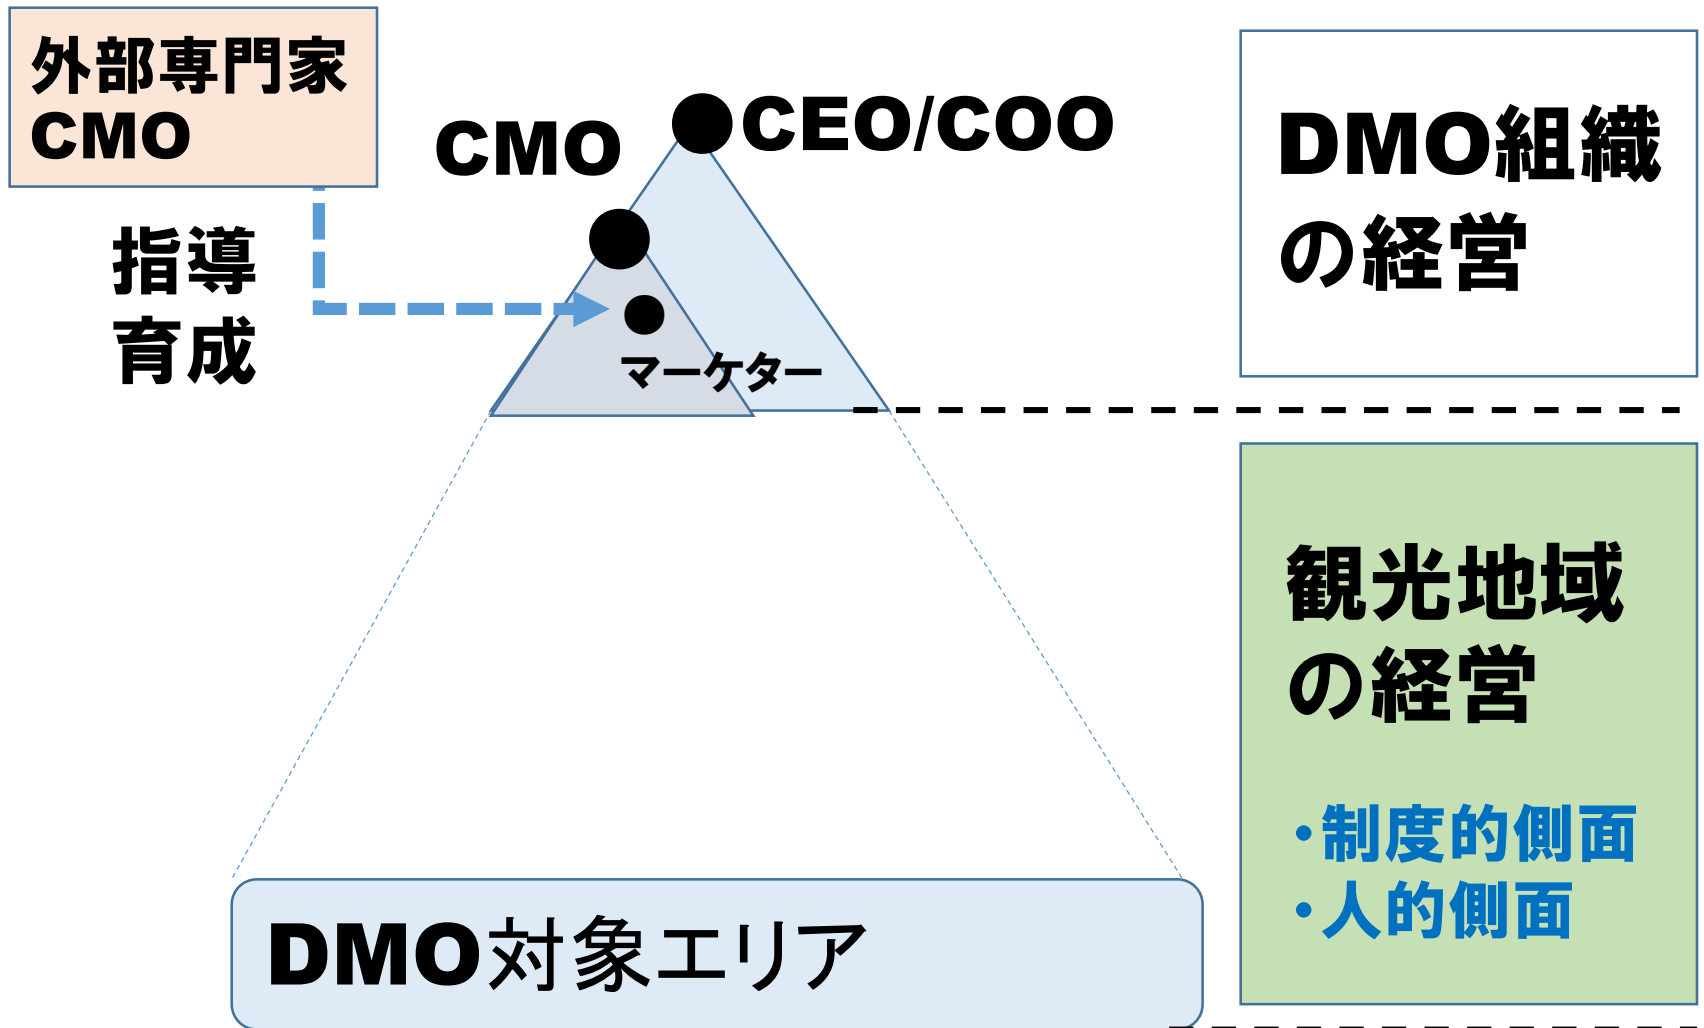 外部専門家
CMO
CMO
CEO/COO
指導
育成
マーケター
DMO組織
の経営
観光地域
の経営
・制度的側面
・人的側面
DMO対象エリア